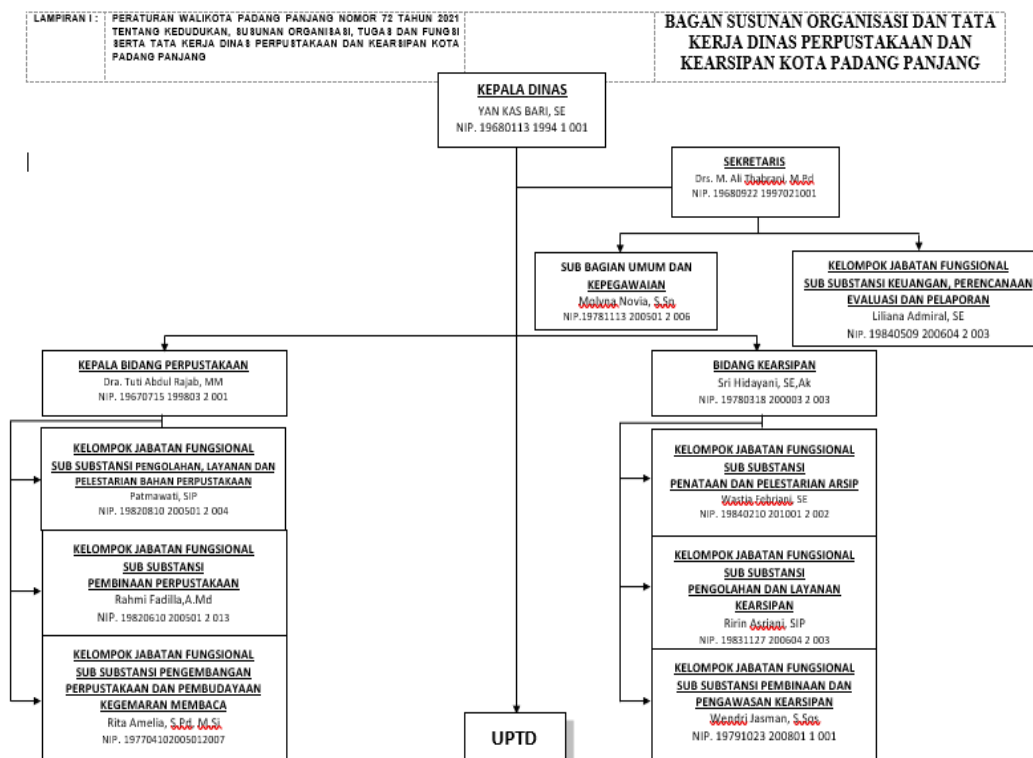 LAMPIRAN I :
PERATURAN WALIKOTA PADANG PANJANG NOMOR 72 TAHUN 2021
TENTANG KEDUDUKAN, SUSUNAN ORGANISASI, TUGAS DAN FUNGSI
SERTA TATA KERJA DINAS PERPUSTAKAAN DAN KEARSIPAN KOTA
PADANG PANJANG
BAGAN SUSUNAN ORGANISASI DAN TATA
KERJA DINAS PERPUSTAKAAN DAN
KEARSIPAN KOTA PADANG PANJANG
KEPALA DINAS
YAN KAS BARI, SE
NIP. 19680113 1994 1 001
SEKRETARIS
Drs. M. Ali Thabrani, M.Pd
NIP. 19680922 1997021001
SUB BAGIAN UMUM DAN
KEPEGAWAIAN
Molyna Novia, S.Sn
NIP.19781113 200501 2 006
KELOMPOK JABATAN FUNGSIONAL
SUB SUBSTANSI KEUANGAN, PERENCANAAN
EVALUASI DAN PELAPORAN
Liliana Admiral, SE
NIP. 19840509 200604 2 003
KEPALA BIDANG PERPUSTAKAAN
Dra. Tuti Abdul Rajab, MM
NIP. 19670715 199803 2 001
KELOMPOK JABATAN FUNGSIONAL
SUB SUBSTANSI PENGOLAHAN, LAYANAN DAN
PELESTARIAN BAHAN PERPUSTAKAAN
Patmawati, SIP
NIP. 19820810 200501 2 004
KELOMPOK JABATAN FUNGSIONAL
SUB SUBSTANSI
PEMBINAAN PERPUSTAKAAN
Rahmi Fadilla,A.Md
NIP. 19820610 200501 2 013
KELOMPOK JABATAN FUNGSIONAL
SUB SUBSTANSI PENGEMBANGAN
PERPUSTAKAAN DAN PEMBUDAYAAN
KEGEMARAN MEMBACA
Rita Amelia, S.Pd, M.Si
NIP. 197704102005012007
BIDANG KEARSIPAN
Sri Hidayani, SE,Ak
NIP. 19780318 200003 2 003
KELOMPOK JABATAN FUNGSIONAL
SUB SUBSTANSI
PENATAAN DAN PELESTARIAN ARSIP
Wastia Febriani, SE
NIP. 19840210 201001 2 002
KELOMPOK JABATAN FUNGSIONAL
SUB SUBSTANSI
PENGOLAHAN DAN LAYANAN
KEARSIPAN
Ririn Asriani, SIP
NIP. 19831127 200604 2 003
KELOMPOK JABATAN FUNGSIONAL
SUB SUBSTANSI PEMBINAAN DAN
PENGAWASAN KEARSIPAN
Wendri Jasman, S.Sos
NIP. 19791023 200801 1 001
UPTD